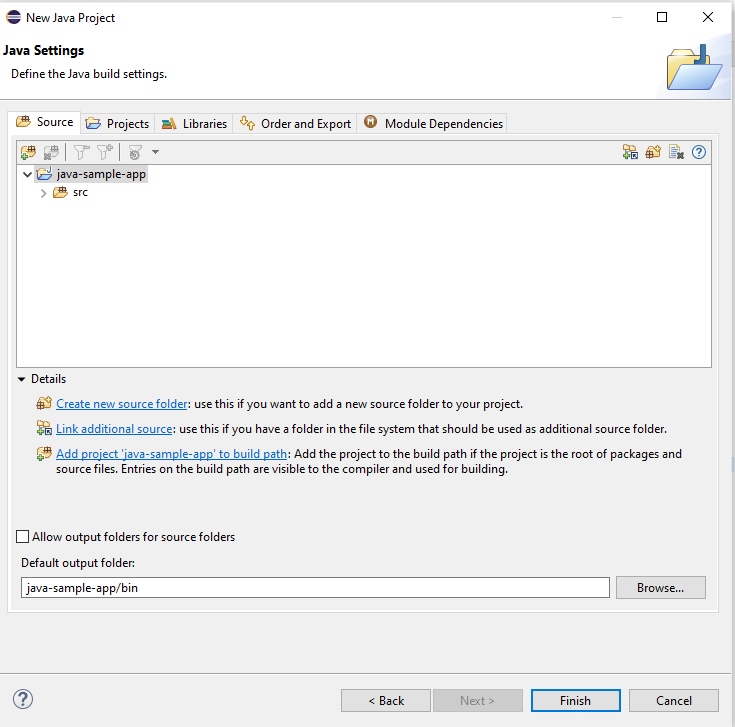 New Java Project
Java Settings
Define the Java build settings.
Source Projects Libraries Order and Export Module Dependencies
java-sample-app
src
Details
Create new source folder: use this if you want to add a new source folder to your project.
Link additional source: use this if you have a folder in the file system that should be used as additional source folder.
Add project 'java-sample-app' to build path: Add the project to the build path if the project is the root of packages and
source files. Entries on the build path are visible to the compiler and used for building.
Allow output folders for source folders
Default output folder:
java-sample-app/bin Browse...
< Back Next > Finish Cancel